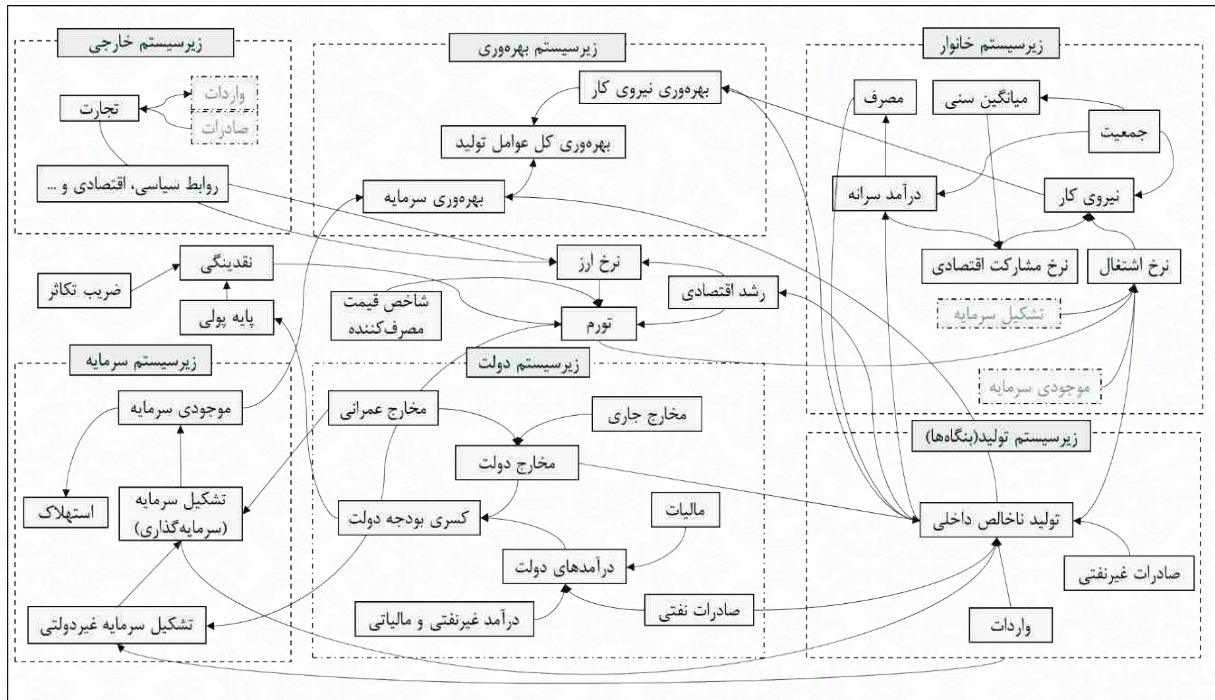 زیرسیستم خانوار
مصرف
میانگین سنی
جمعیت
درآمد سرانه
نیروی کار
نرخ مشارکت اقتصادی
نرخ اشتغال
تشکیل سرمایه
موجودی سرمایه
زیرسیستم بهره‌وری
بهره‌وری نیروی کار
بهره‌وری کل عوامل تولید
بهره‌وری سرمایه
زیرسیستم خارجی
واردات
تجارت
صادرات
روابط سیاسی، اقتصادی و ...
نرخ ارز
رشد اقتصادی
شاخص قیمت
مصرف‌کننده
تورم
نقدینگی
ضریب تکاثر
پایه پولی
زیرسیستم تولید(بنگاه‌ها)
تولید ناخالص داخلی
صادرات غیرنفتی
واردات
زیرسیستم دولت
مخارج عمرانی
مخارج جاری
مخارج دولت
مالیات
کسری بودجه دولت
درآمدهای دولت
صادرات نفتی
درآمد غیرنفتی و مالیاتی
زیرسیستم سرمایه
موجودی سرمایه
تشکیل سرمایه
(سرمایه‌گذاری)
استهلاک
تشکیل سرمایه غیردولتی